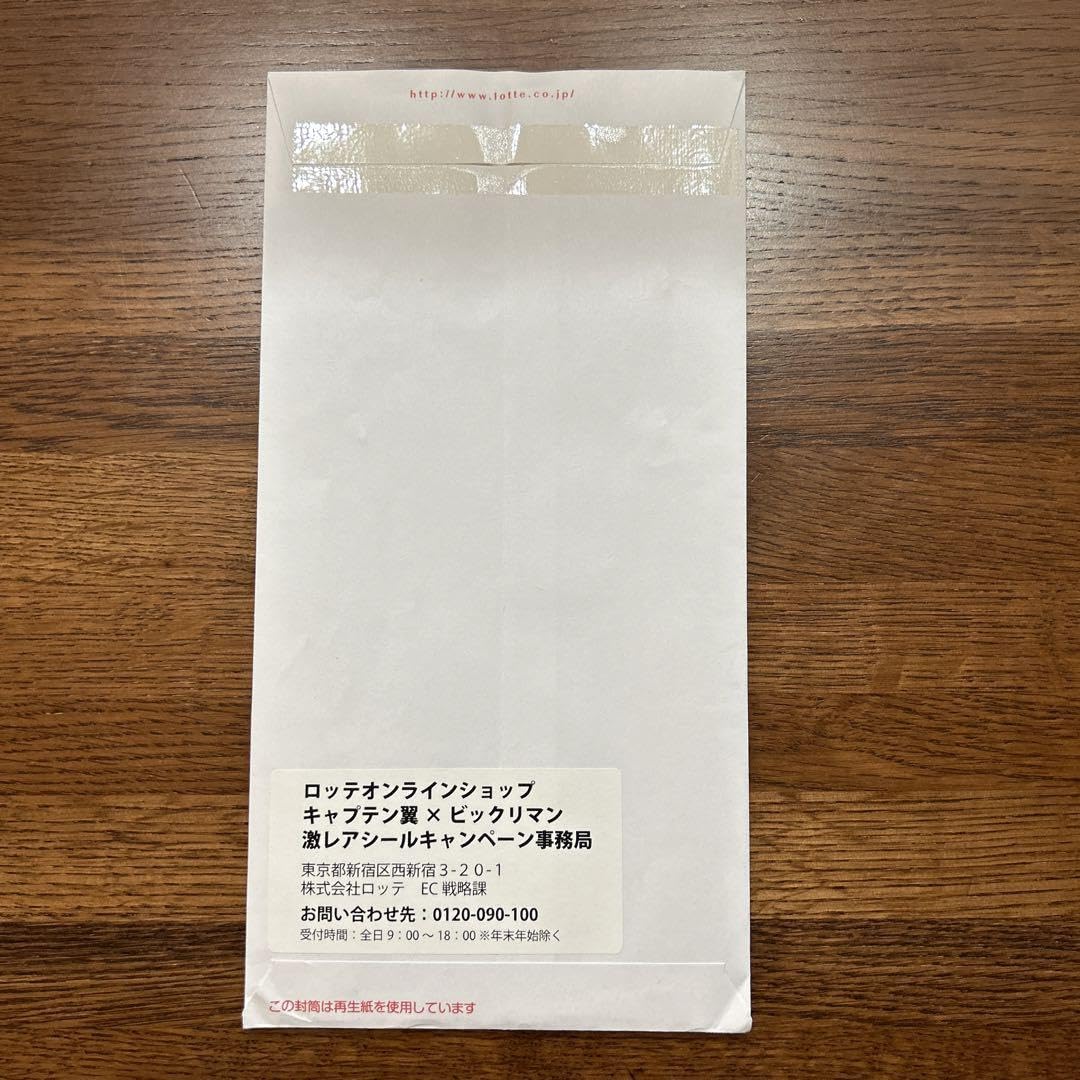 http://www.lotte.co.jp/
ロッテオンラインショップ
キャプテン翼 × ビックリマン
激レアシールキャンペーン事務局
東京都新宿区西新宿3-20-1
株式会社ロッテ　EC戦略課
お問い合わせ先：0120-090-100
受付時間：全日9：00～18：00 ※年末年始除く
この封筒は再生紙を使用しています